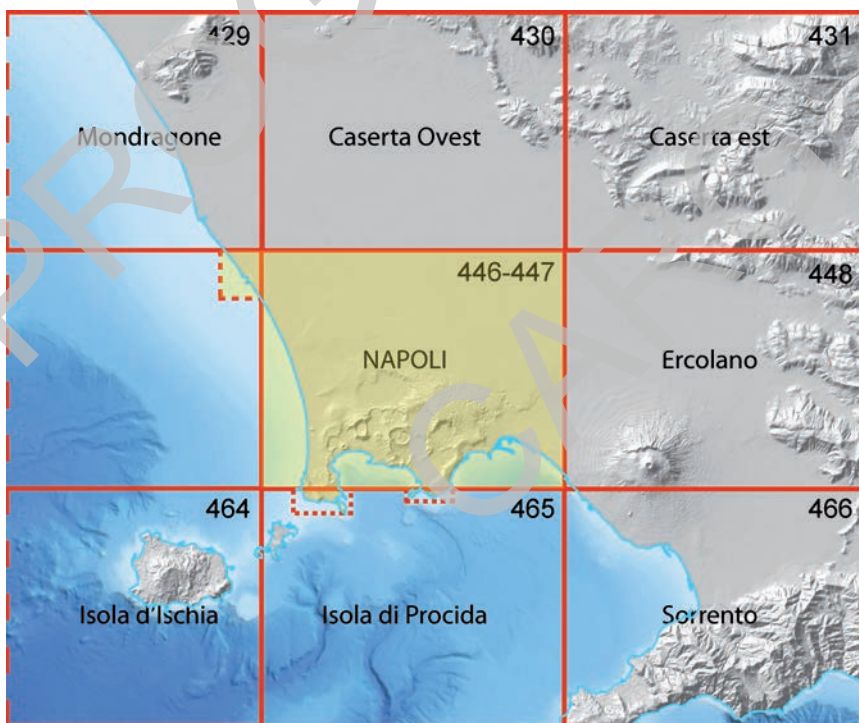 429
430
431
Mondragone
Caserta Ovest
Caserta est
446-447
448
NAPOLI
Ercolano
464
465
466
Isola d'Ischia
Isola di Procida
Sorrento